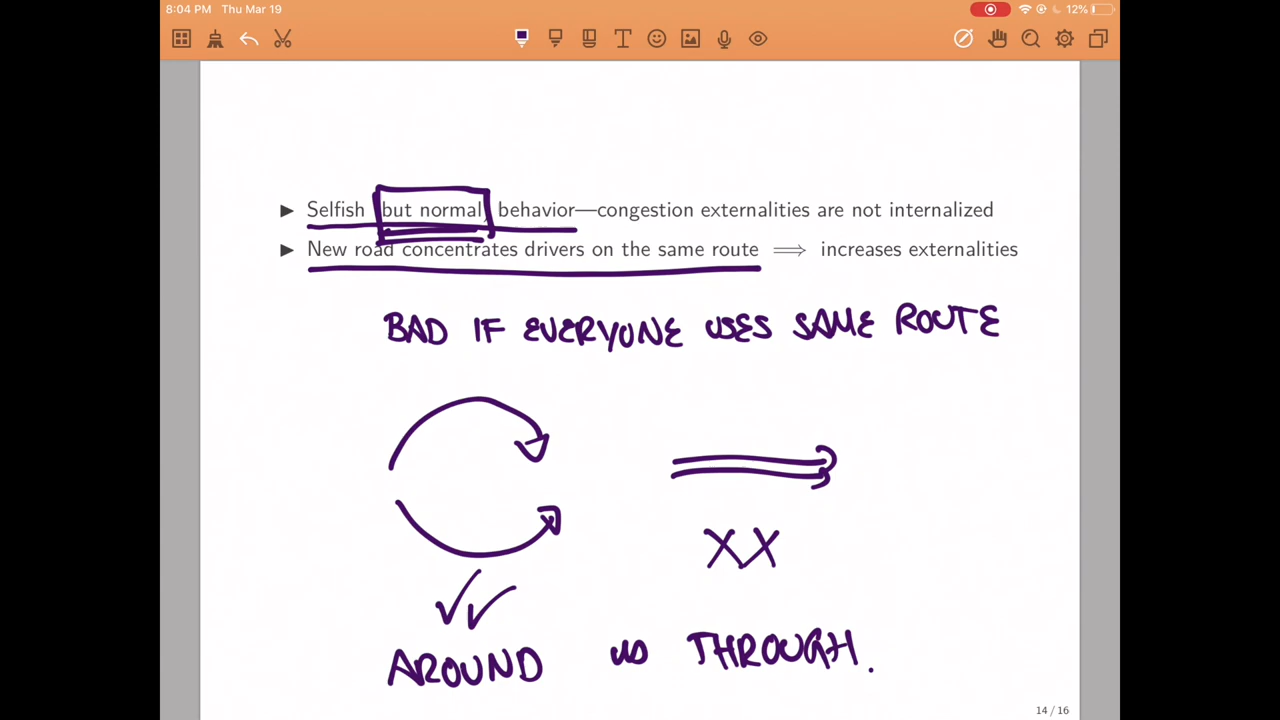 8:04 PM Thu Mar 19 12%
▶ Selfish (but normal) behavior—congestion externalities are not internalized
▶ New road concentrates drivers on the same route ⟹ increases externalities
BAD IF EVERYONE USES SAME ROUTE
XX
AROUND vs THROUGH.
14 / 16